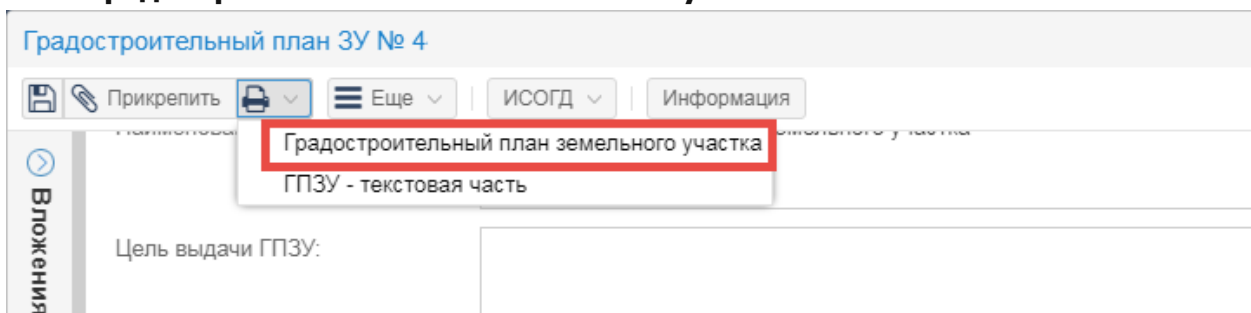 Градостроительный план ЗУ № 4
Прикрепить Еще ИСОГД Информация
Градостроительный план земельного участка
ГПЗУ - текстовая часть
Вложения
Цель выдачи ГПЗУ: